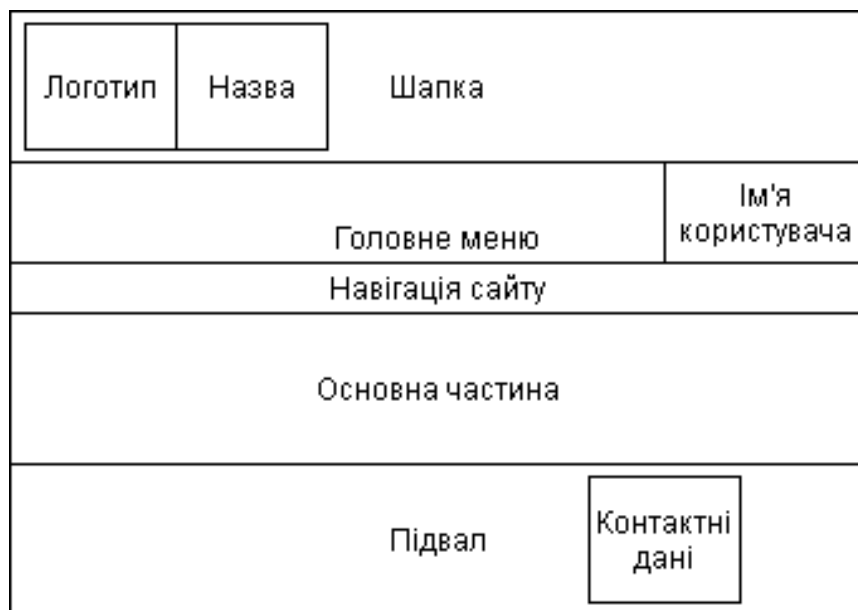 Логотип
Назва
Шапка
Головне меню
Ім'я
користувача
Навігація сайту
Основна частина
Підвал
Контактні
дані